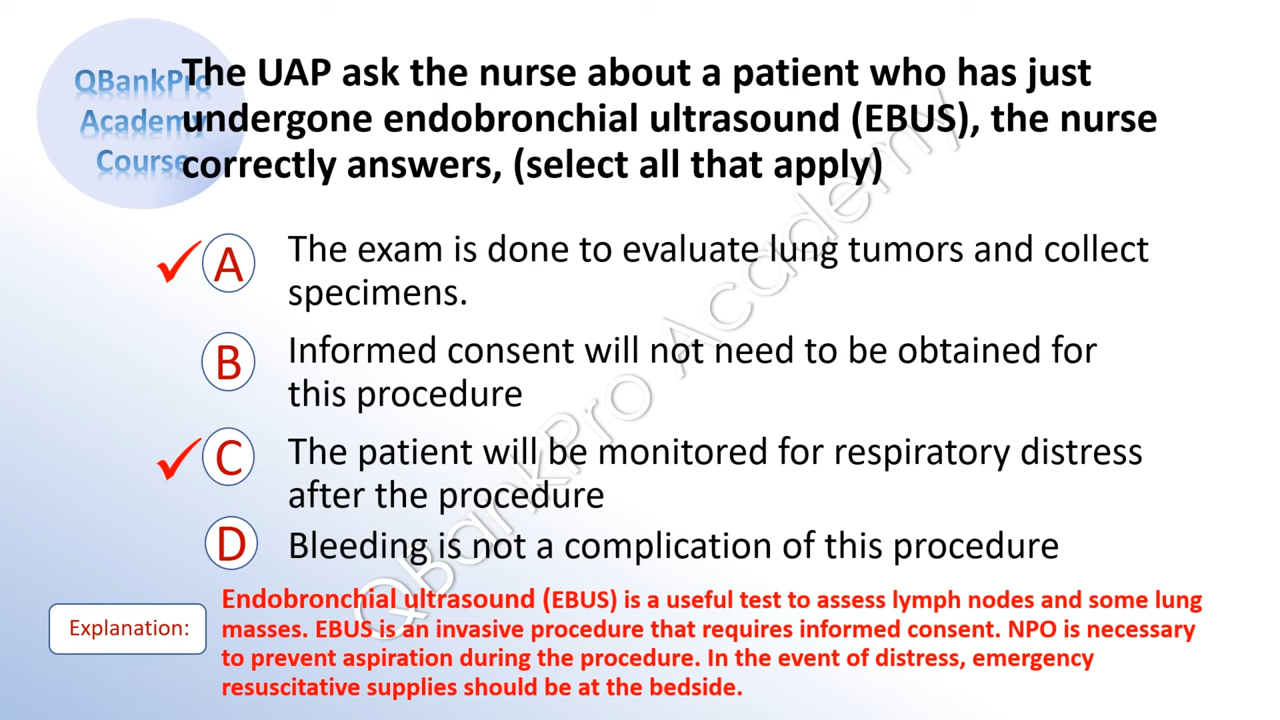 QBankPro
Academy
Course
The UAP ask the nurse about a patient who has just
undergone endobronchial ultrasound (EBUS), the nurse
correctly answers, (select all that apply)
A
The exam is done to evaluate lung tumors and collect
specimens.
B
Informed consent will not need to be obtained for
this procedure
C
The patient will be monitored for respiratory distress
after the procedure
D
Bleeding is not a complication of this procedure
QBankPro Academy
Explanation:
Endobronchial ultrasound (EBUS) is a useful test to assess lymph nodes and some lung
masses. EBUS is an invasive procedure that requires informed consent. NPO is necessary
to prevent aspiration during the procedure. In the event of distress, emergency
resuscitative supplies should be at the bedside.